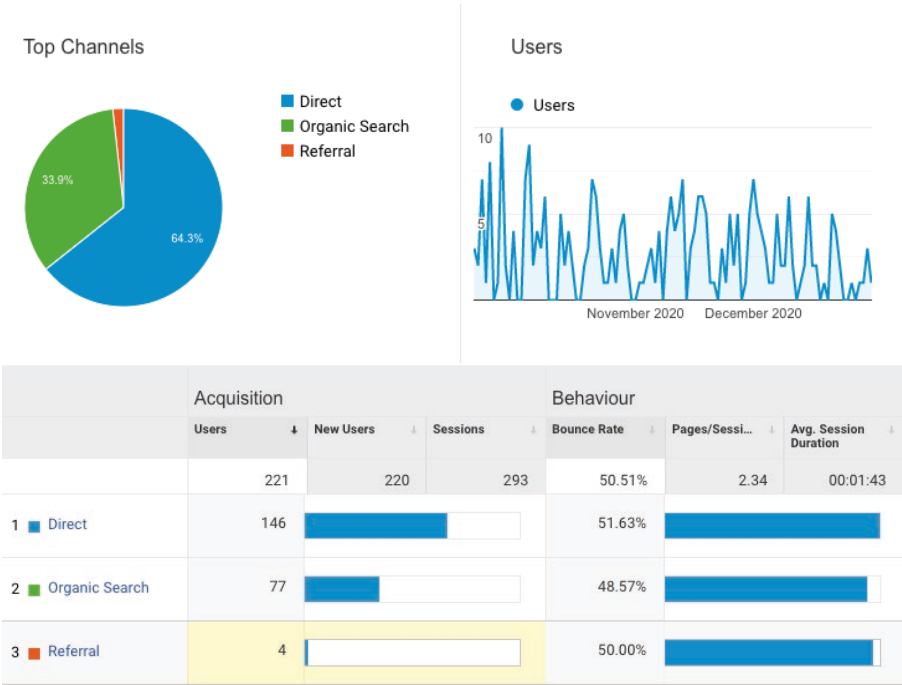 Top Channels
Direct
Organic Search
Referral
33.9%
64.3%
Users
Users
10
5
November 2020 December 2020
Acquisition Behaviour
Users New Users Sessions Bounce Rate Pages/Sessi... Avg. Session
Duration
221 220 293 50.51% 2.34 00:01:43
1 Direct 146 51.63%
2 Organic Search 77 48.57%
3 Referral 4 50.00%